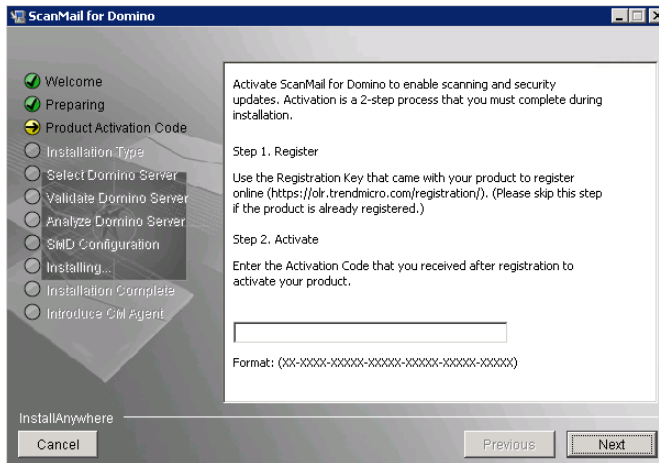 ScanMail for Domino
Welcome
Preparing
Product Activation Code
Installation Type
Select Domino Server
Validate Domino Server
Analyze Domino Server
SMD Configuration
Installing...
Installation Complete
Introduce CM Agent
Activate ScanMail for Domino to enable scanning and security
updates. Activation is a 2-step process that you must complete during
installation.
Step 1. Register
Use the Registration Key that came with your product to register
online (https://olr.trendmicro.com/registration/). (Please skip this step
if the product is already registered.)
Step 2. Activate
Enter the Activation Code that you received after registration to
activate your product.
Format: (XX-XXXX-XXXXX-XXXXX-XXXXX-XXXXX-XXXXX)
InstallAnywhere
Cancel
Previous
Next